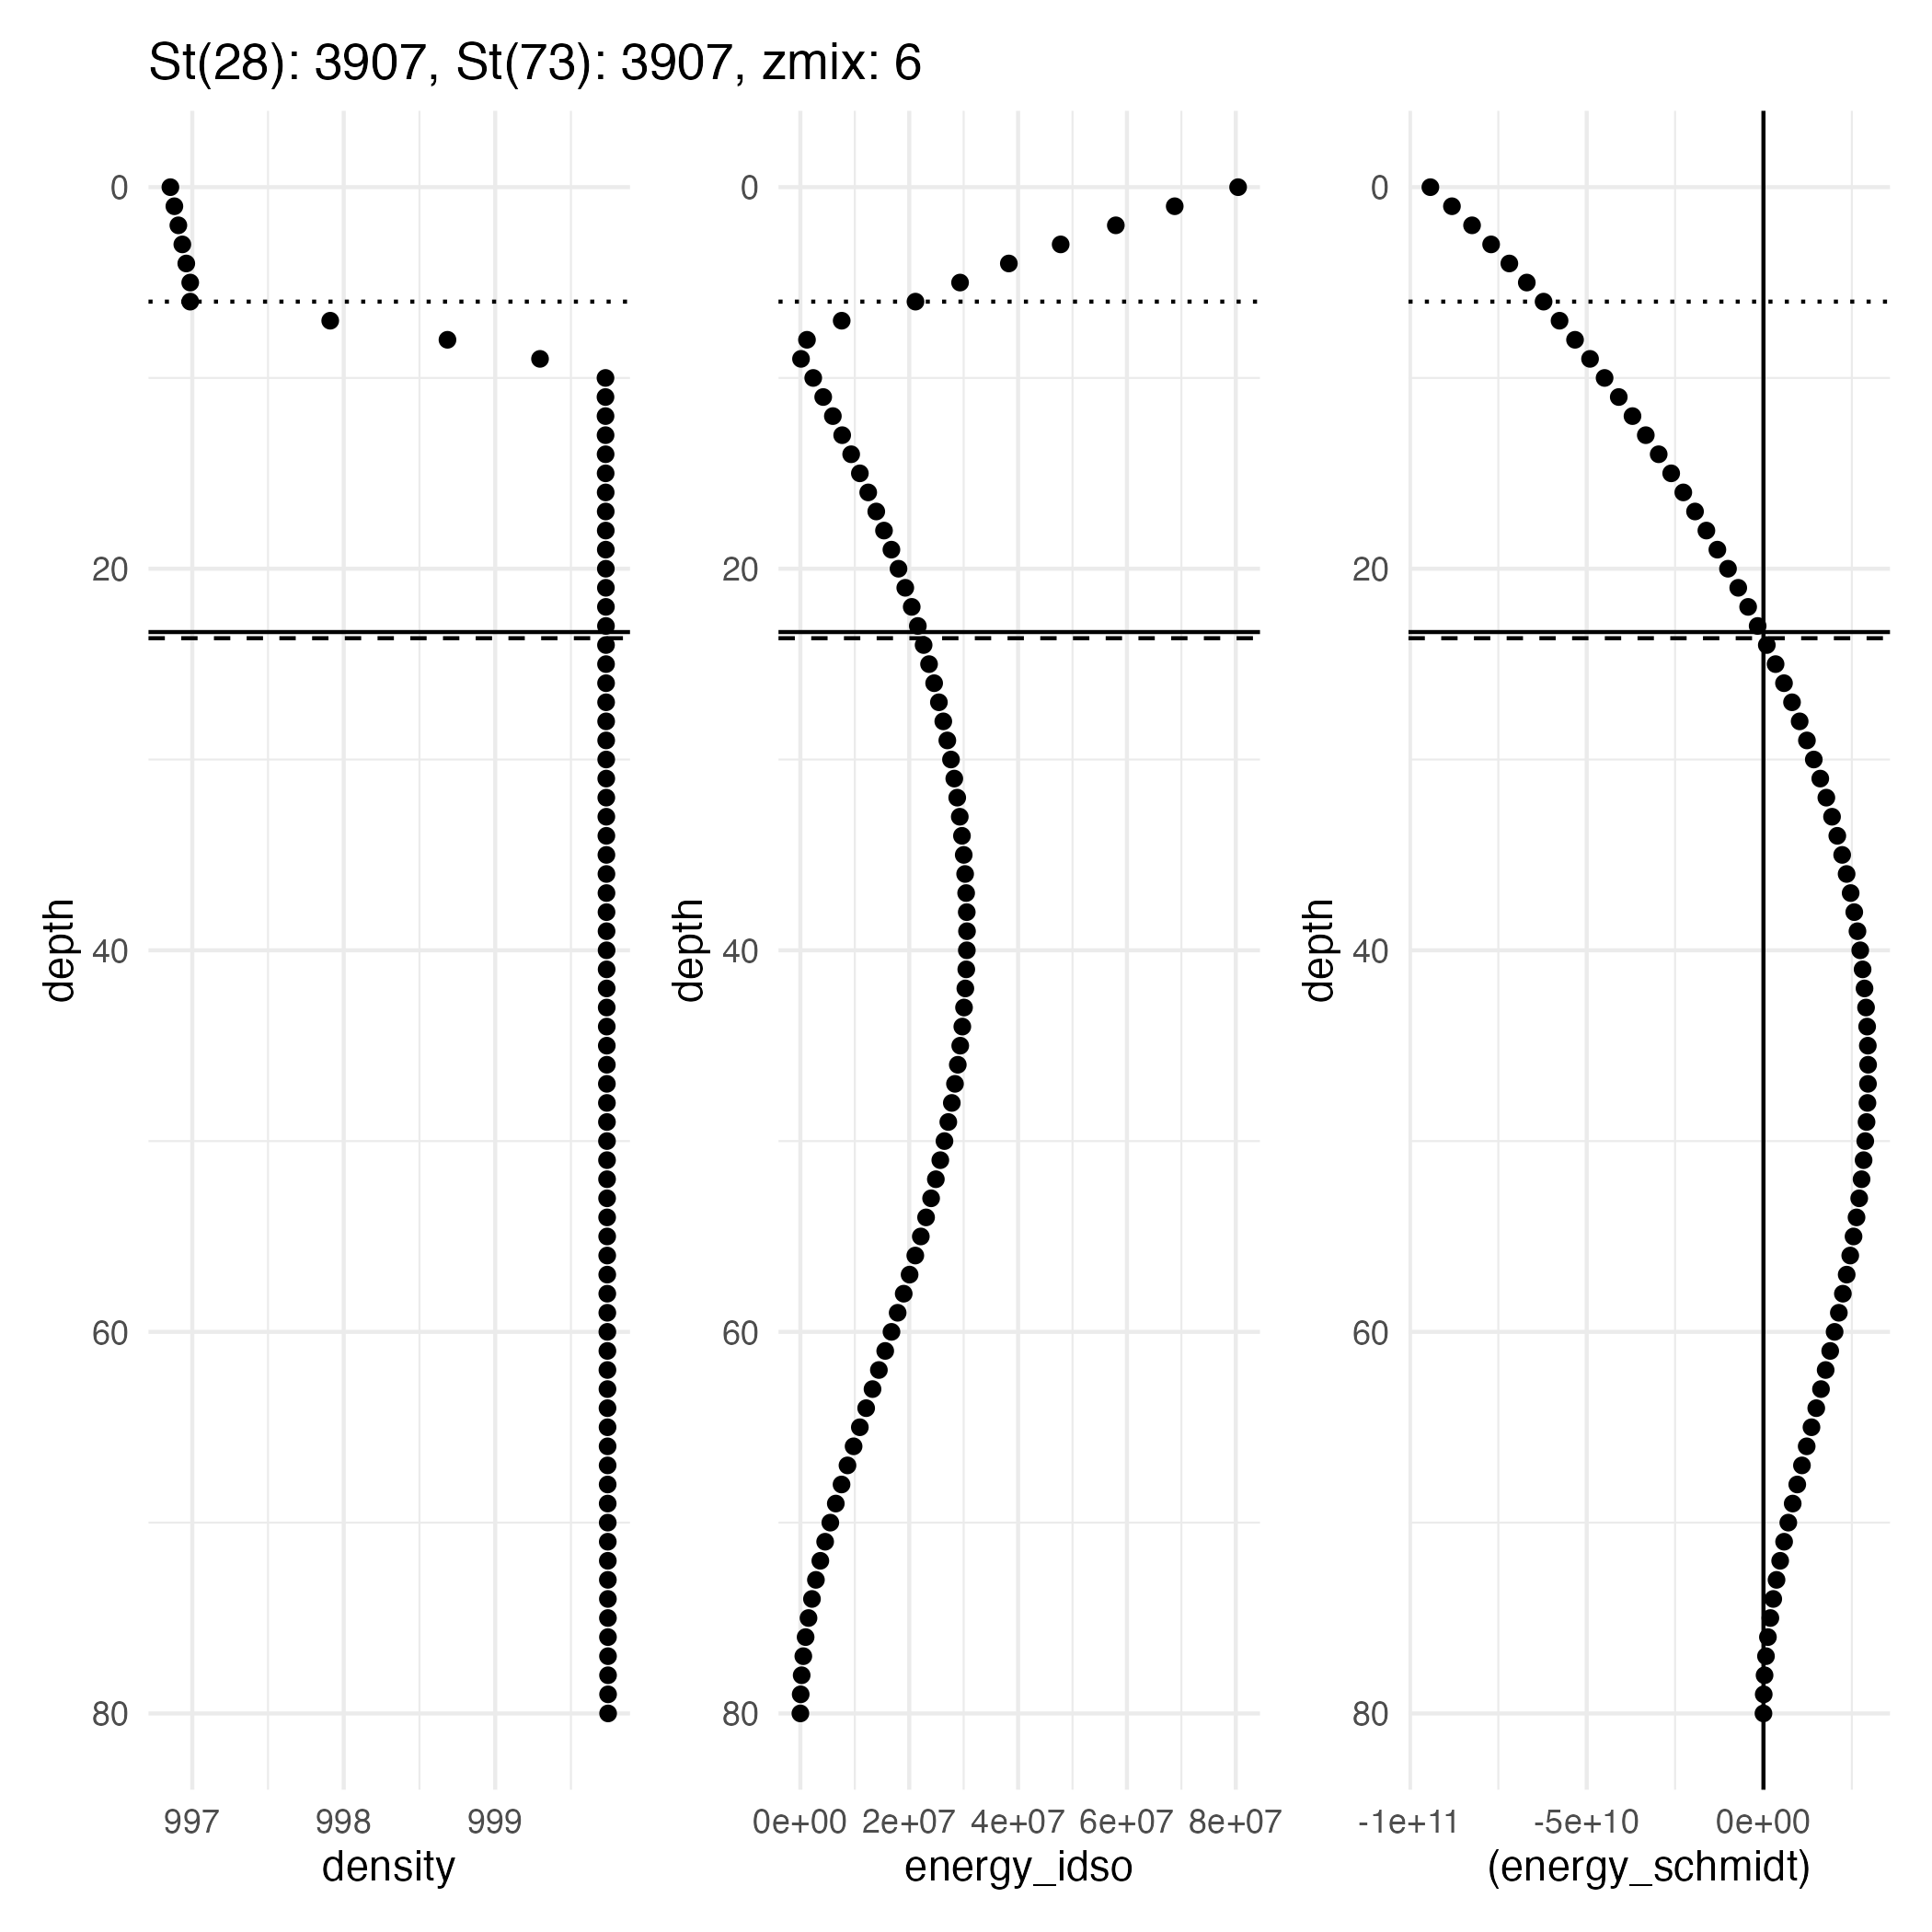 St(28): 3907, St(73): 3907, zmix: 6
depth
0
20
40
60
80
997 998 999
density
depth
0
20
40
60
80
0e+00 2e+07 4e+07 6e+07 8e+07
energy_idso
depth
0
20
40
60
80
-1e+11 -5e+10 0e+00
(energy_schmidt)